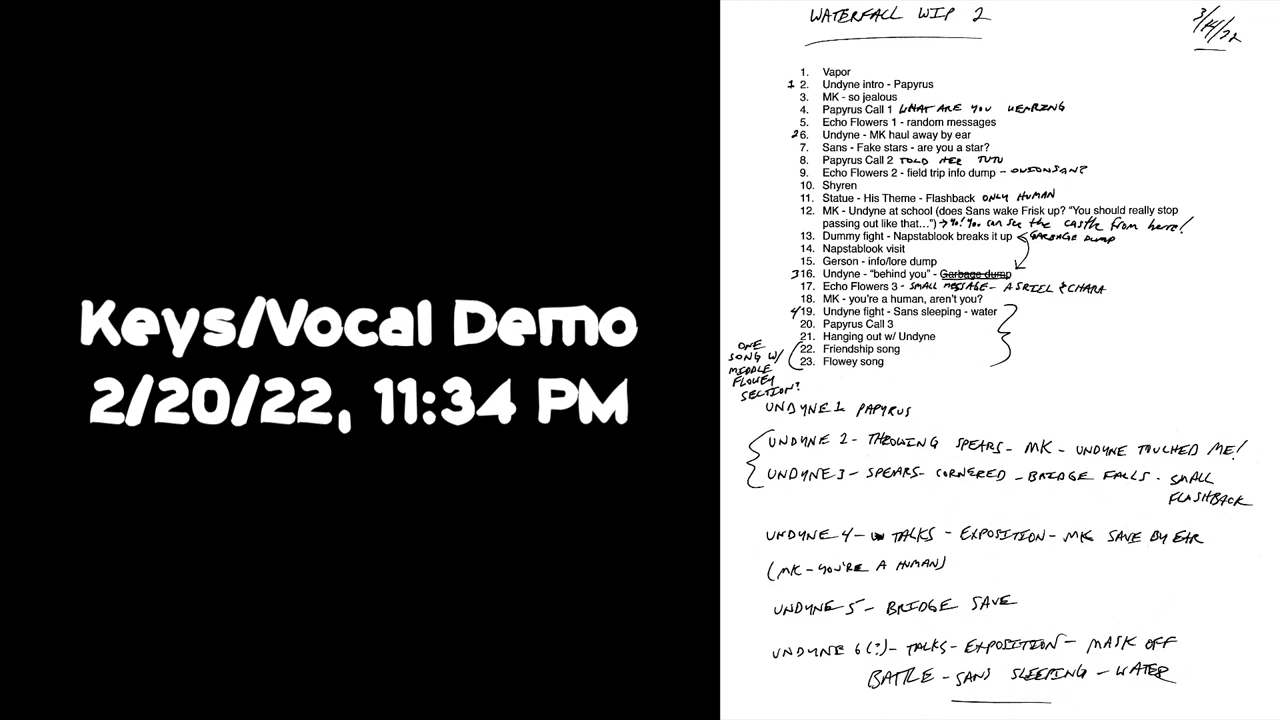 Keys/Vocal Demo
2/20/22, 11:34 PM
WATERFALL WIP 2
3/14/22
1. Vapor
1 2. Undyne intro - Papyrus
3. MK - so jealous
4. Papyrus Call 1 WHAT ARE YOU WEARING
5. Echo Flowers 1 - random messages
2 6. Undyne - MK haul away by ear
7. Sans - Fake stars - are you a star?
8. Papyrus Call 2 TOLD HER TUTU
9. Echo Flowers 2 - field trip info dump - ONIONSAN?
10. Shyren
11. Statue - His Theme - Flashback ONLY HUMAN
12. MK - Undyne at school (does Sans wake Frisk up? "You should really stop
passing out like that...") → Yo! You can see the castle from here!
13. Dummy fight - Napstablook breaks it up GARBAGE DUMP
14. Napstablook visit
15. Gerson - info/lore dump
3 16. Undyne - "behind you" - Garbage dump
17. Echo Flowers 3 - SMALL MESSAGE - ASRIEL & CHARA
18. MK - you're a human, aren't you?
4 19. Undyne fight - Sans sleeping - water
20. Papyrus Call 3
21. Hanging out w/ Undyne
22. Friendship song
23. Flowey song
ONE
SONG W/
MIDDLE
FLOWEY
SECTION?
UNDYNE 1 PAPYRUS
UNDYNE 2 - THROWING SPEARS - MK - UNDYNE TOUCHED ME!
UNDYNE 3 - SPEARS - CORNERED - BRIDGE FALLS - SMALL
FLASHBACK
UNDYNE 4 - TALKS - EXPOSITION - MK SAVE BY EAR
(MK - YOU'RE A HUMAN)
UNDYNE 5 - BRIDGE SAVE
UNDYNE 6(?) - TALKS - EXPOSITION - MASK OFF
BATTLE - SANS SLEEPING - WATER